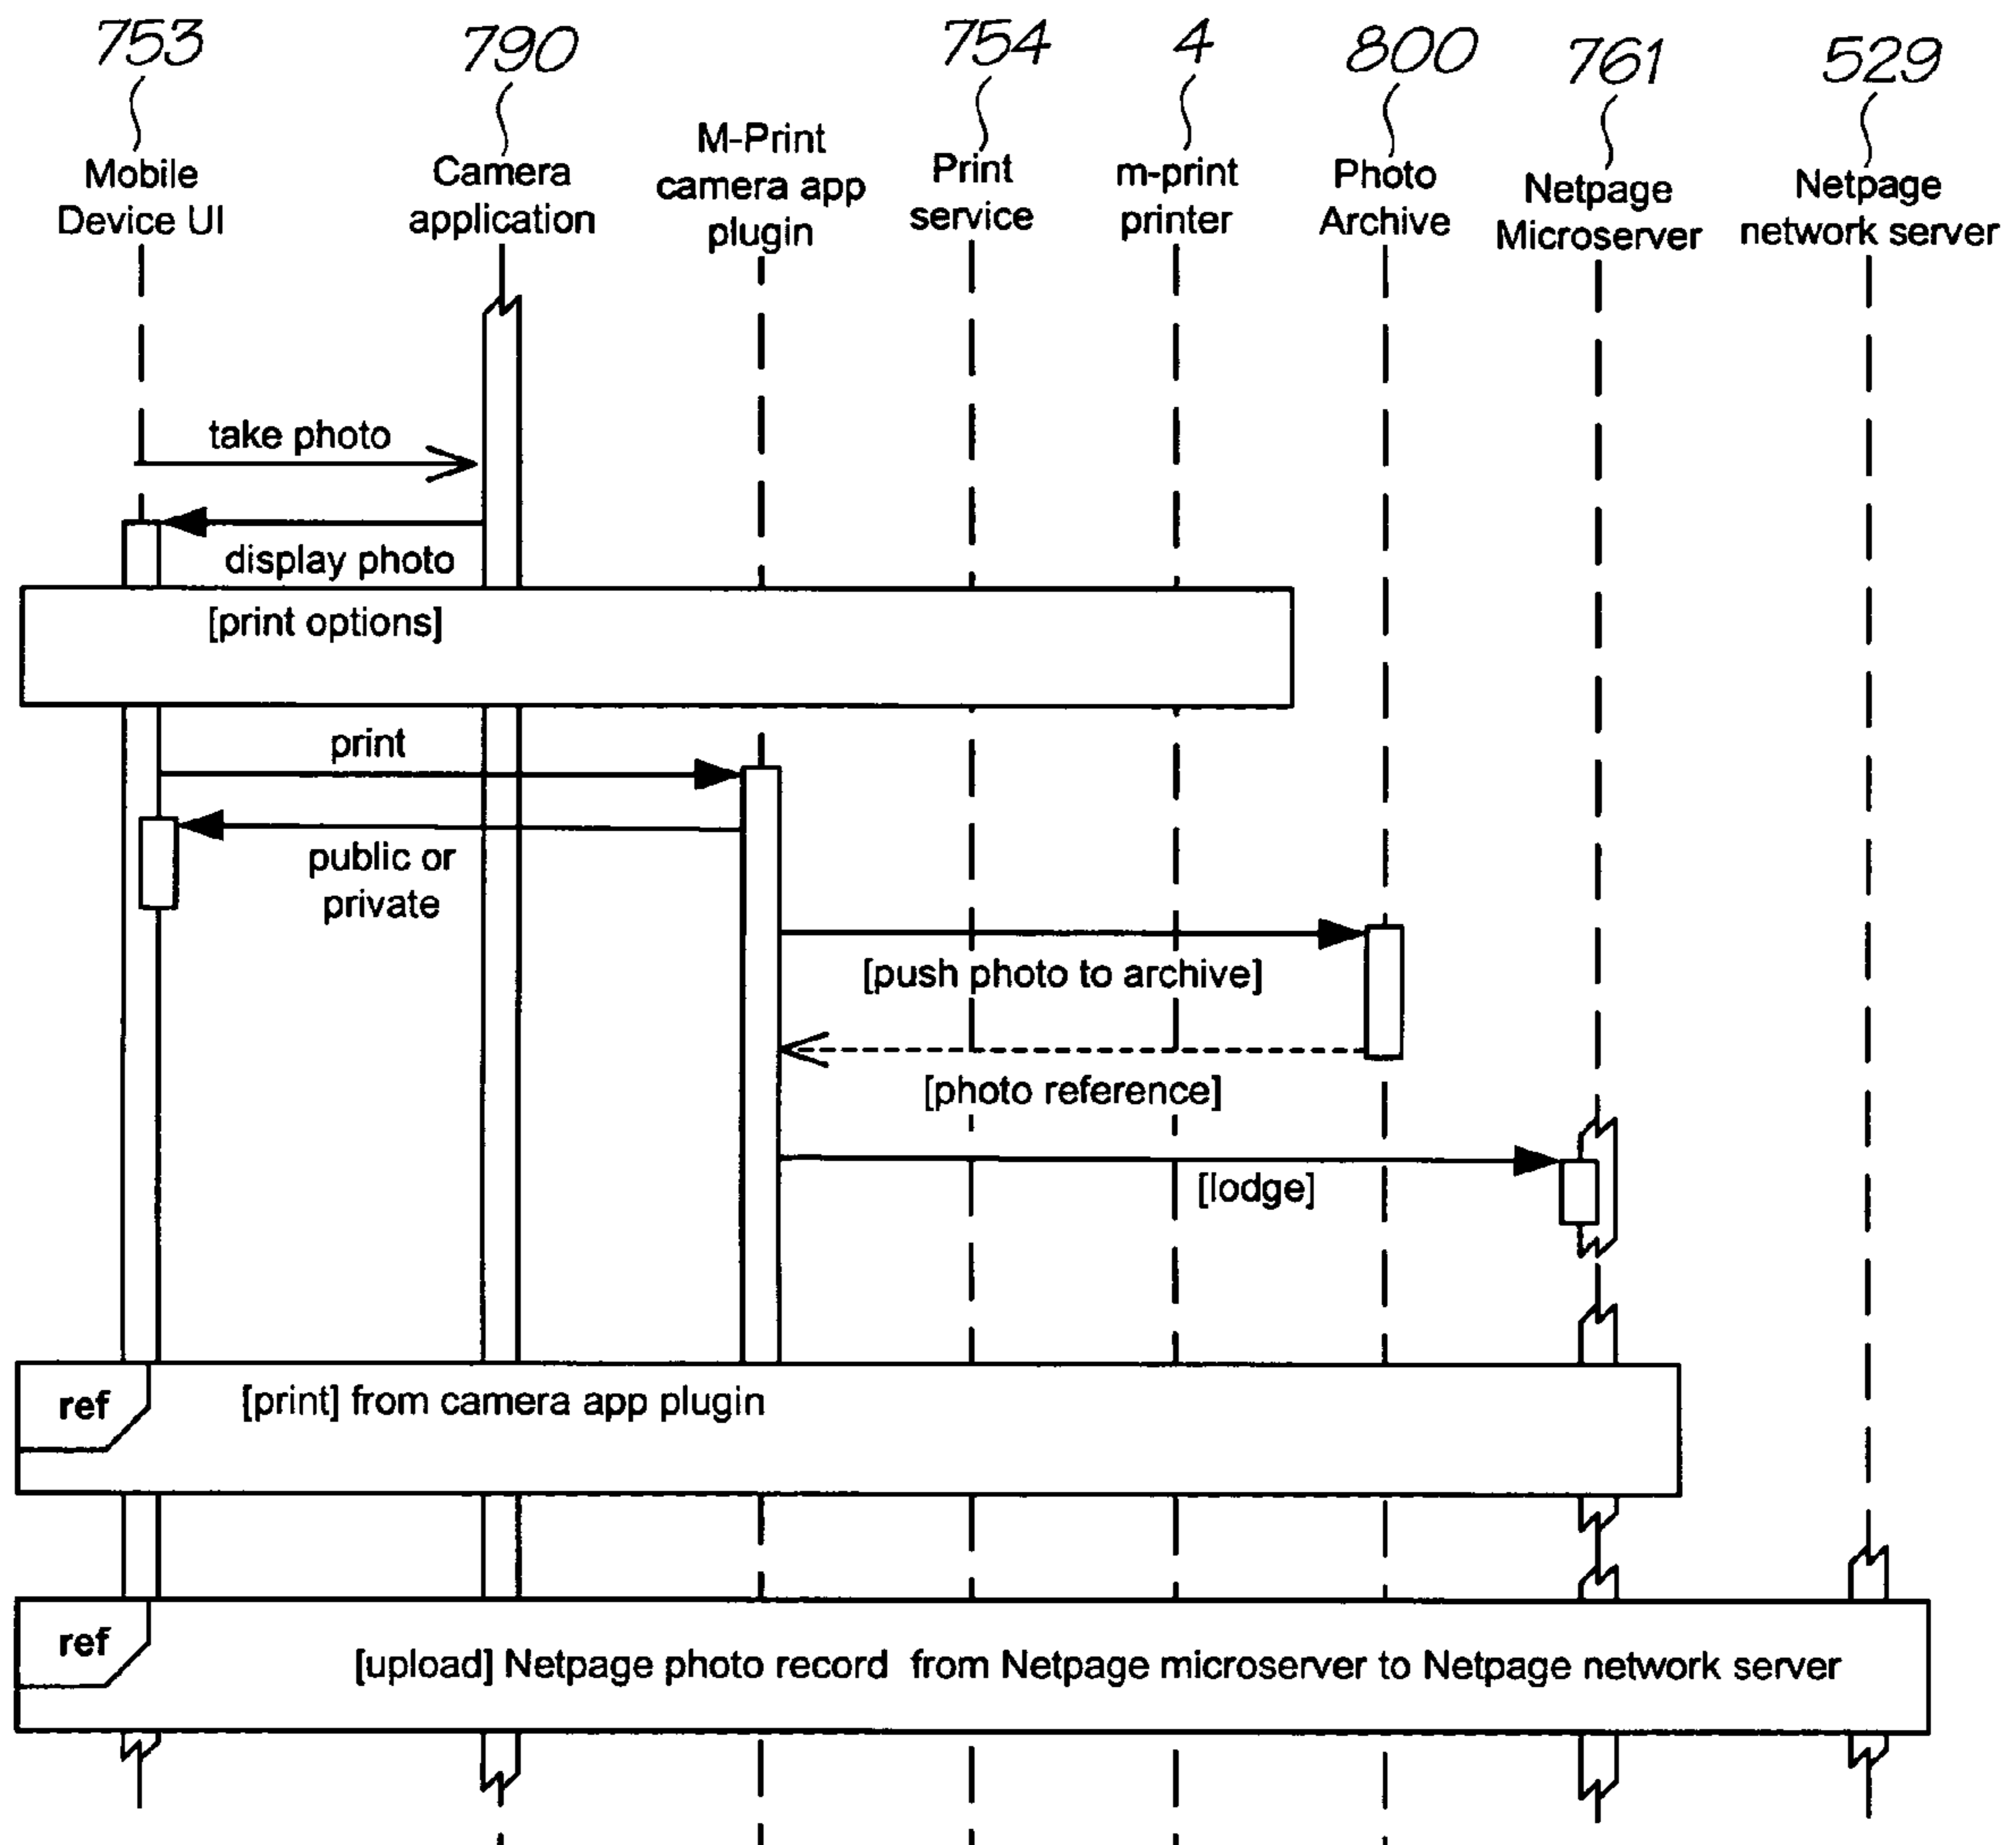 753
790
754
4
800
761
529
Mobile
Device UI
Camera
application
M-Print
camera app
plugin
Print
service
m-print
printer
Photo
Archive
Netpage
Microserver
Netpage
network server
take photo
display photo
[print options]
print
public or
private
[push photo to archive]
[photo reference]
[lodge]
ref
[print] from camera app plugin
ref
[upload] Netpage photo record from Netpage microserver to Netpage network server